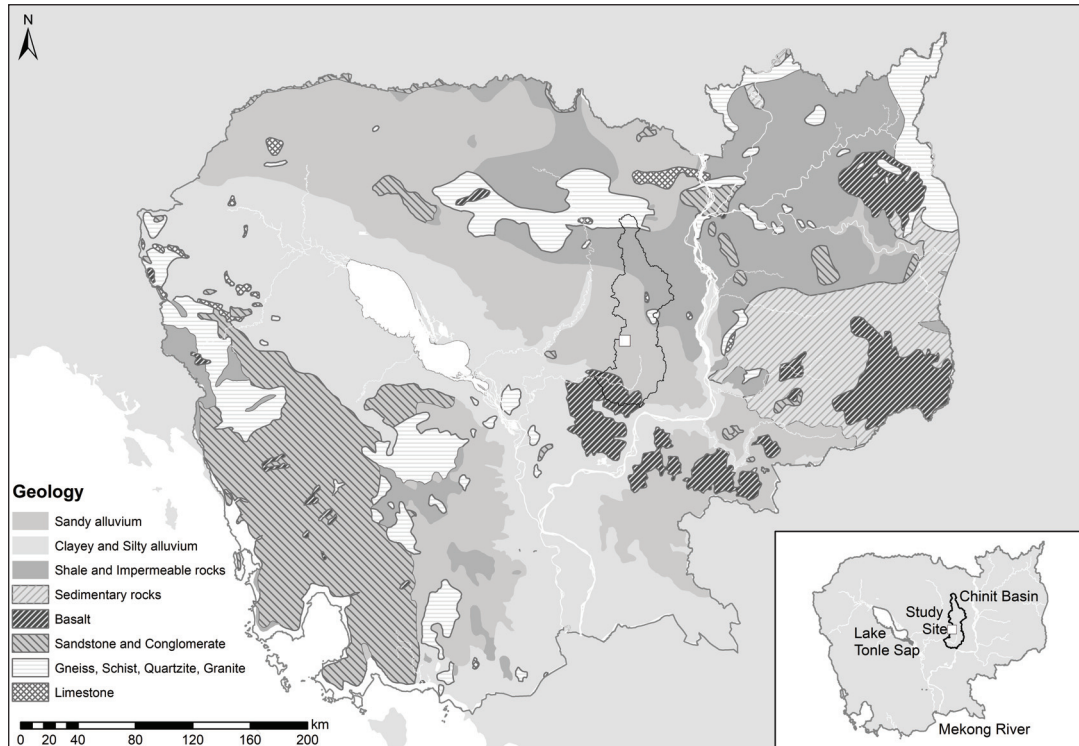 N
Geology
Sandy alluvium
Clayey and Silty alluvium
Shale and Impermeable rocks
Sedimentary rocks
Basalt
Sandstone and Conglomerate
Gneiss, Schist, Quartzite, Granite
Limestone
km
0 20 40 80 120 160 200
Chinit Basin
Study
Site
Lake
Tonle Sap
Mekong River